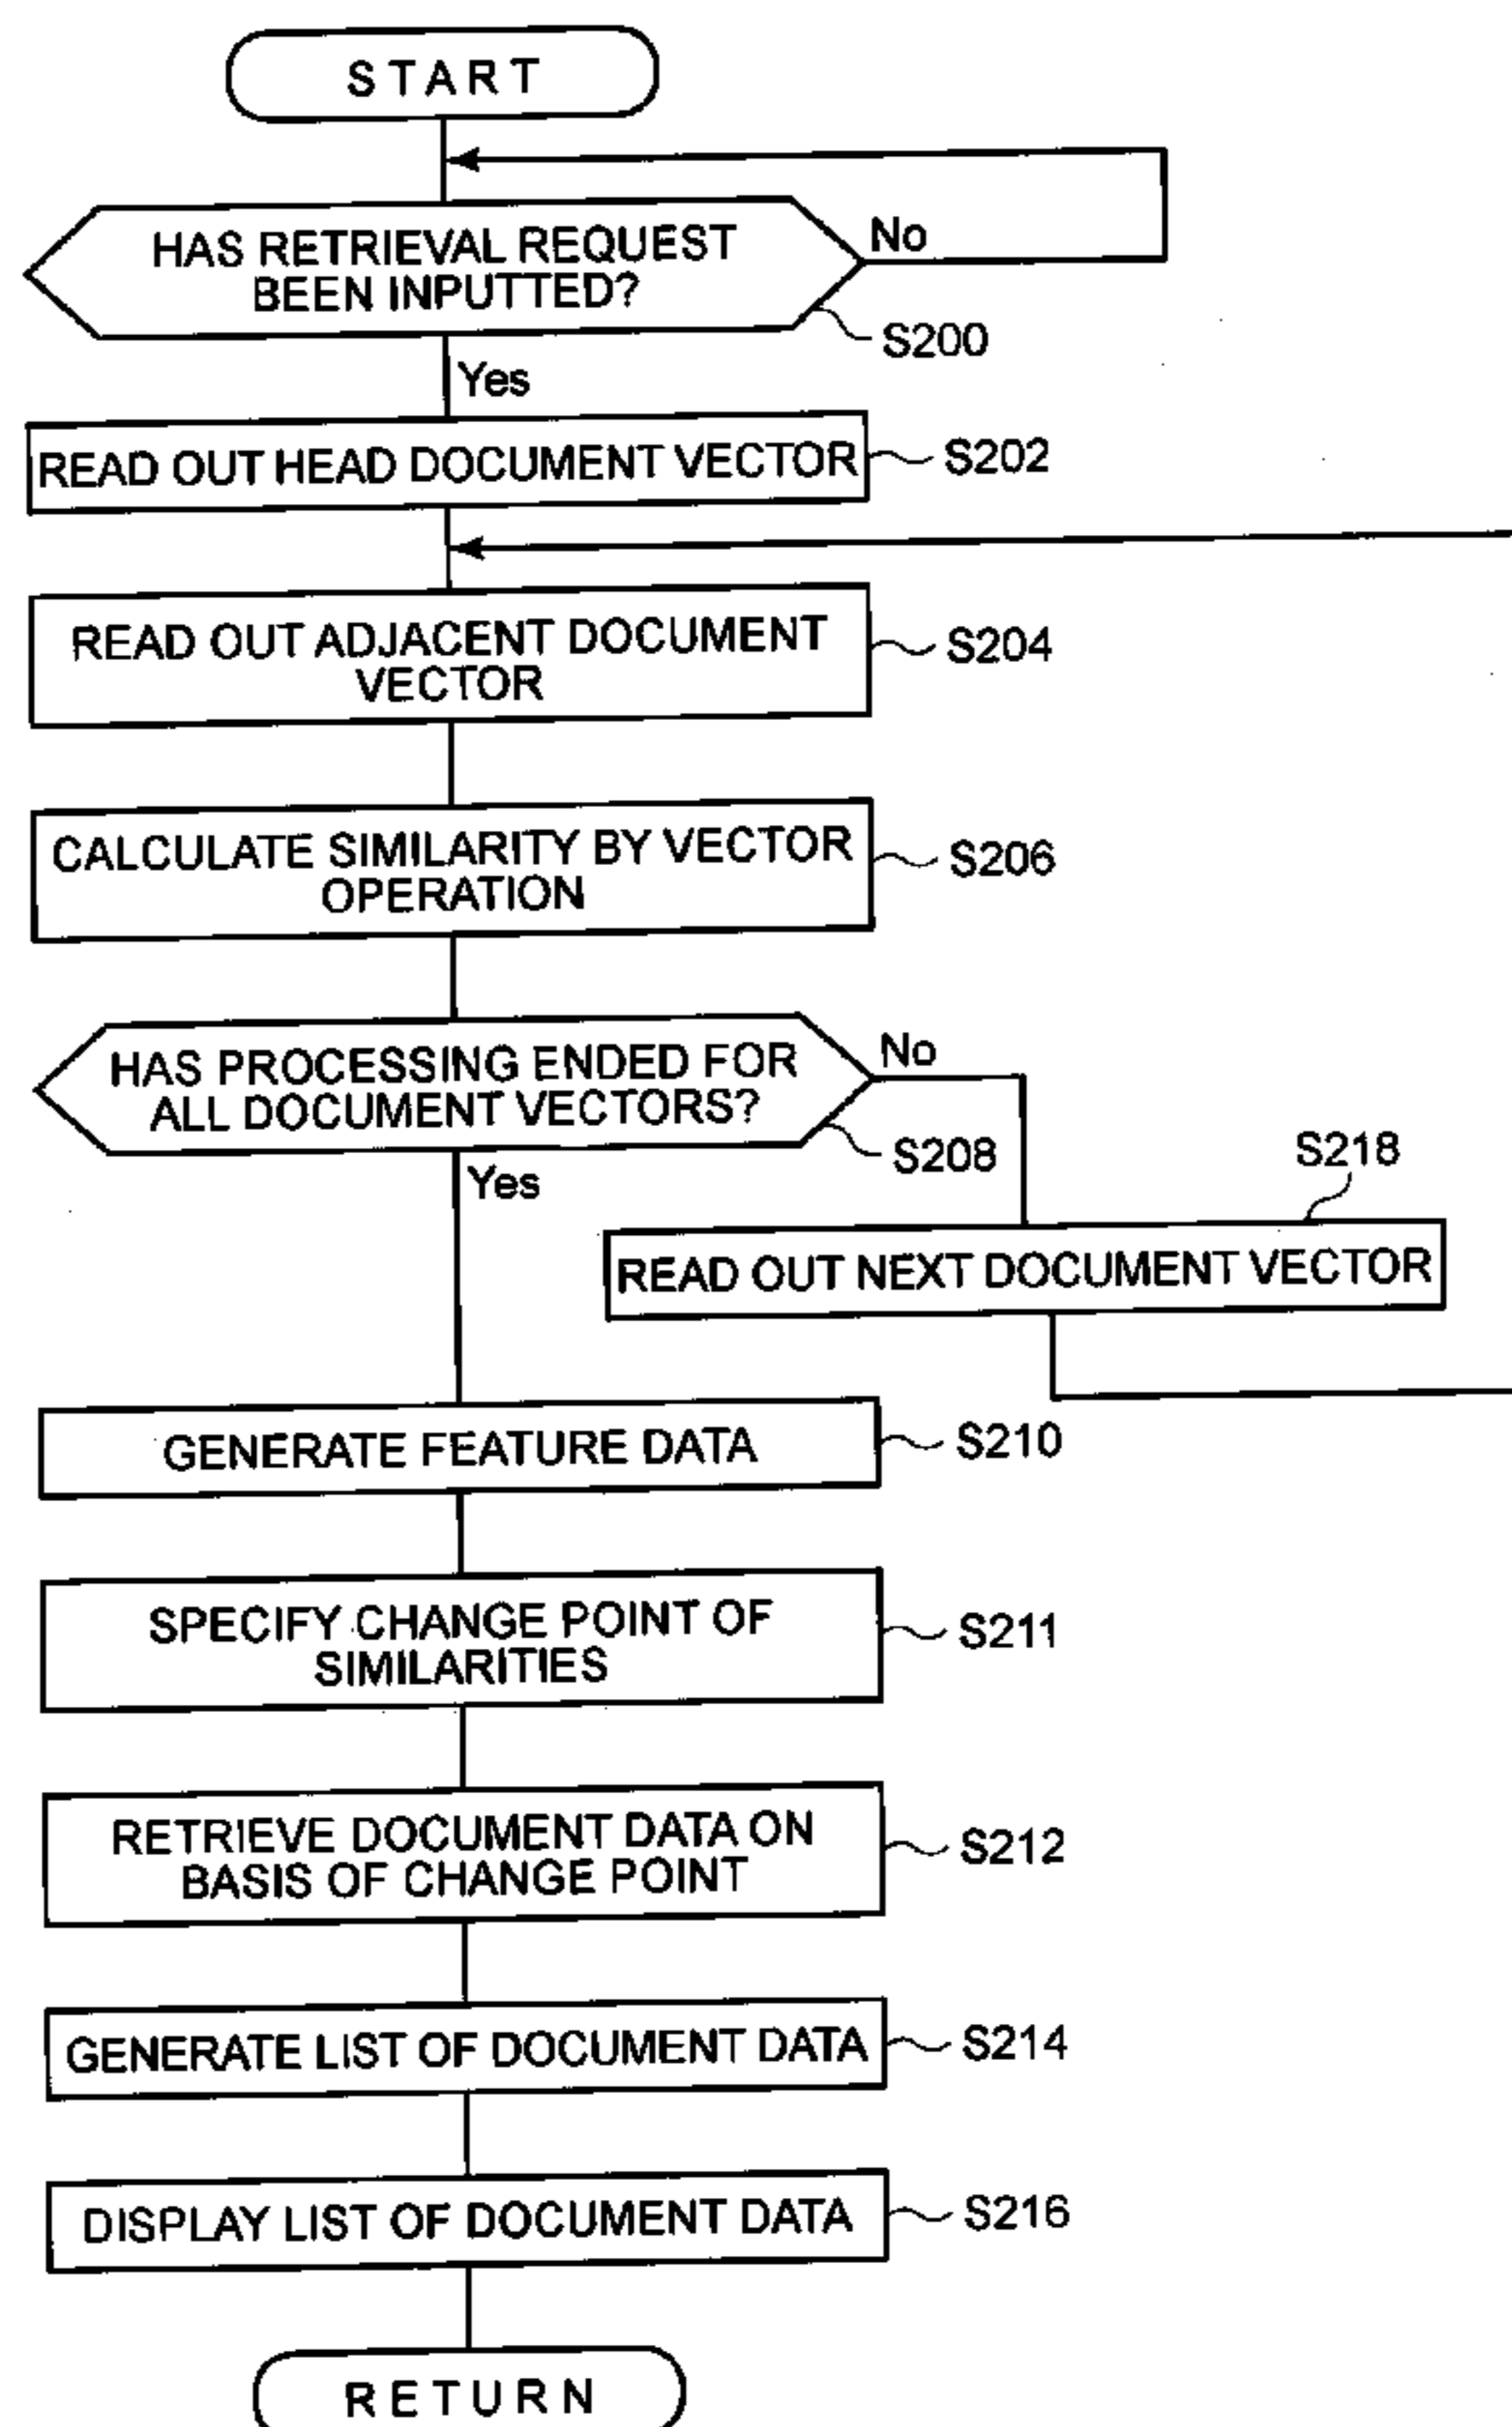 START
HAS RETRIEVAL REQUEST
BEEN INPUTTED?
No
S200
Yes
READ OUT HEAD DOCUMENT VECTOR
S202
READ OUT ADJACENT DOCUMENT
VECTOR
S204
CALCULATE SIMILARITY BY VECTOR
OPERATION
S206
HAS PROCESSING ENDED FOR
ALL DOCUMENT VECTORS?
No
S208
Yes
S218
READ OUT NEXT DOCUMENT VECTOR
GENERATE FEATURE DATA
S210
SPECIFY CHANGE POINT OF
SIMILARITIES
S211
RETRIEVE DOCUMENT DATA ON
BASIS OF CHANGE POINT
S212
GENERATE LIST OF DOCUMENT DATA
S214
DISPLAY LIST OF DOCUMENT DATA
S216
RETURN